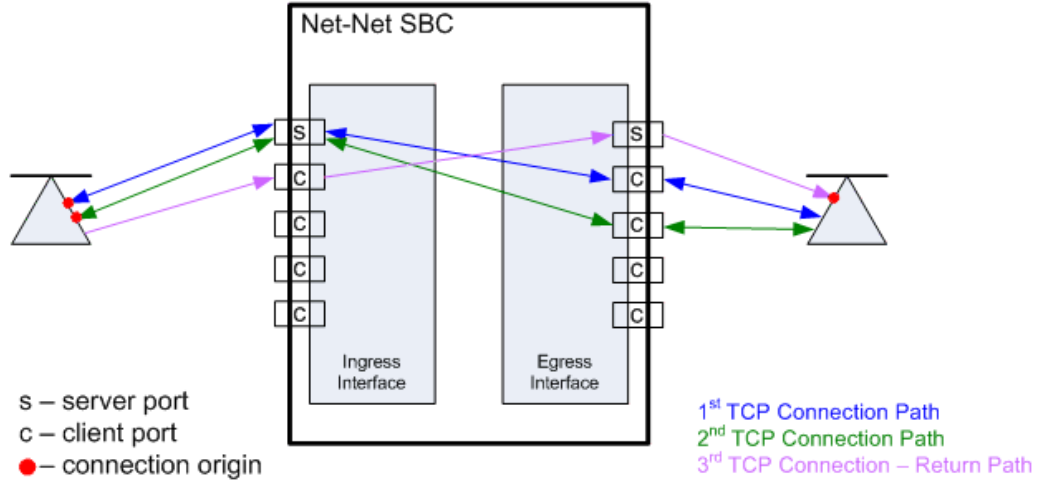 Net-Net SBC
S
C
C
C
C
S
C
C
C
C
Ingress
Interface
Egress
Interface
s – server port
c – client port
– connection origin
1st TCP Connection Path
2nd TCP Connection Path
3rd TCP Connection – Return Path